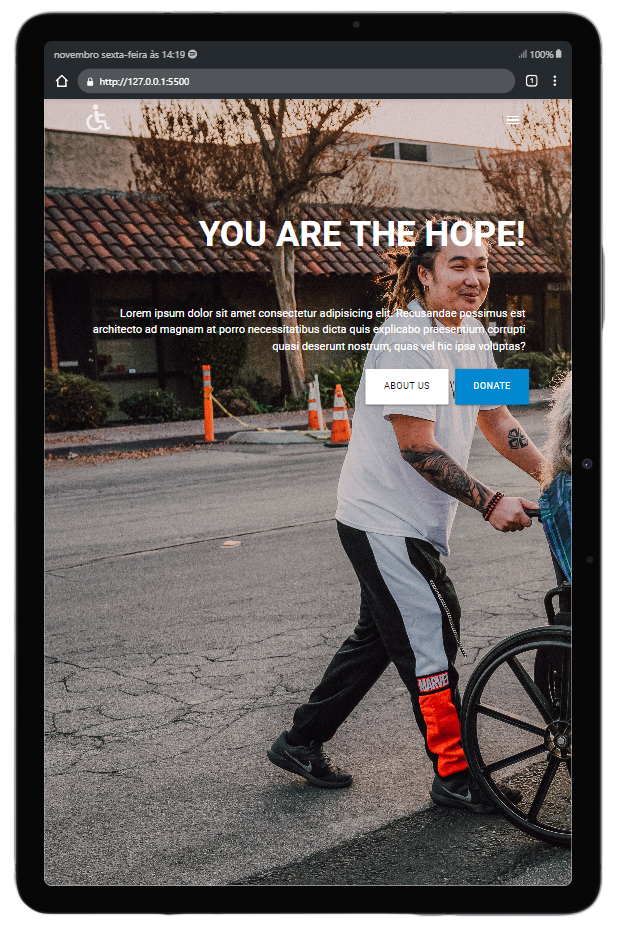 novembro sexta-feira às 14:19
100%
http://127.0.0.1:5500
1
YOU ARE THE HOPE!
Lorem ipsum dolor sit amet consectetur adipisicing elit. Recusandae possimus est
architecto ad magnam at porro necessitatibus dicta quis explicabo praesentium corrupti
quasi deserunt nostrum, quas vel hic ipsa voluptas?
ABOUT US
DONATE
MARVEL